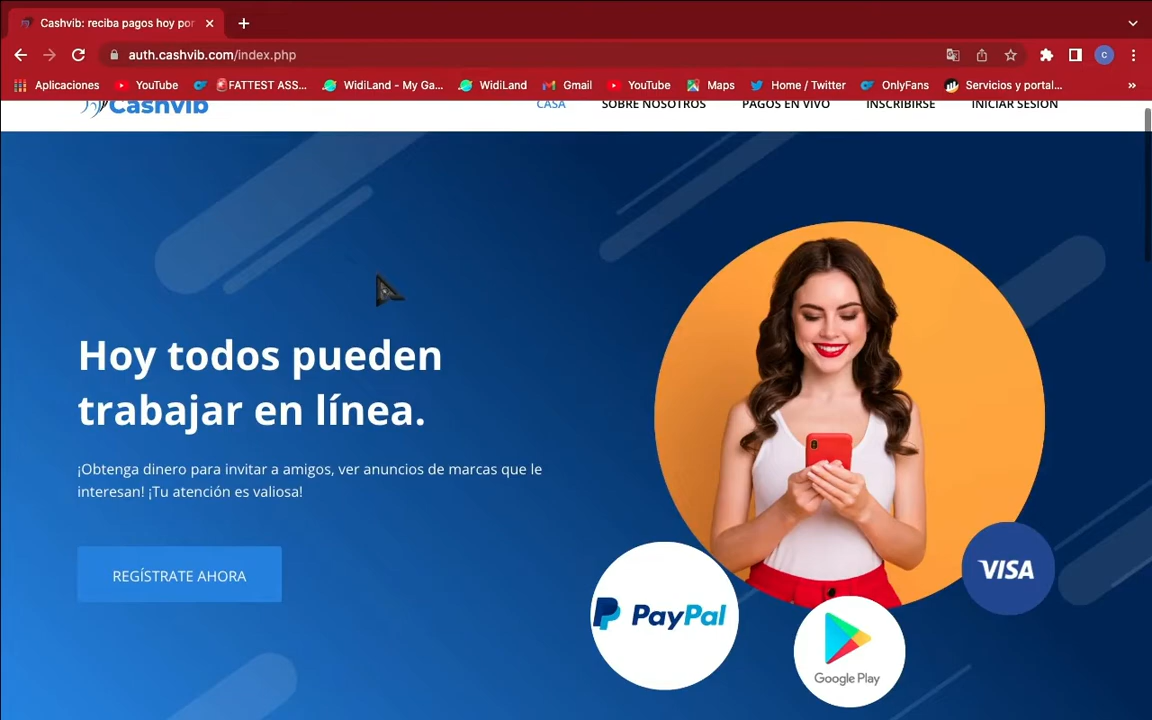 Cashvib: reciba pagos hoy por
auth.cashvib.com/index.php
C
Aplicaciones
YouTube
🚨FATTEST ASS...
WidiLand - My Ga...
WidiLand
Gmail
YouTube
Maps
Home / Twitter
OnlyFans
Servicios y portal...
»
Cashvib
CASA
SOBRE NOSOTROS
PAGOS EN VIVO
INSCRIBIRSE
INICIAR SESIÓN
Hoy todos pueden
trabajar en línea.
¡Obtenga dinero para invitar a amigos, ver anuncios de marcas que le
interesan! ¡Tu atención es valiosa!
REGÍSTRATE AHORA
VISA
PayPal
Google Play